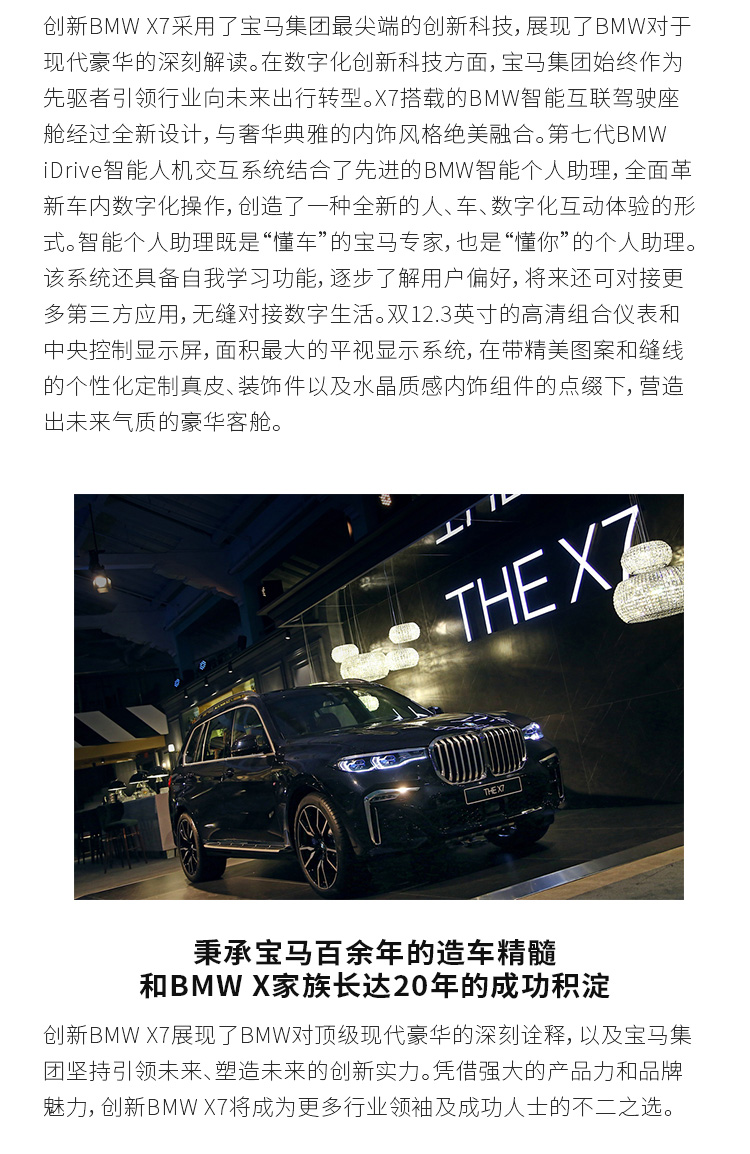 创新BMW X7采用了宝马集团最尖端的创新科技，展现了BMW对于
现代豪华的深刻解读。在数字化创新科技方面，宝马集团始终作为
先驱者引领行业向未来出行转型。X7搭载的BMW智能互联驾驶座
舱经过全新设计，与奢华典雅的内饰风格绝美融合。第七代BMW
iDrive智能人机交互系统结合了先进的BMW智能个人助理，全面革
新车内数字化操作，创造了一种全新的人、车、数字化互动体验的形
式。智能个人助理既是“懂车”的宝马专家，也是“懂你”的个人助理。
该系统还具备自我学习功能，逐步了解用户偏好，将来还可对接更
多第三方应用，无缝对接数字生活。双12.3英寸的高清组合仪表和
中央控制显示屏，面积最大的平视显示系统，在带精美图案和缝线
的个性化定制真皮、装饰件以及水晶质感内饰组件的点缀下，营造
出未来气质的豪华客舱。
THE X7
THE X7
秉承宝马百余年的造车精髓
和BMW X家族长达20年的成功积淀
创新BMW X7展现了BMW对顶级现代豪华的深刻诠释，以及宝马集
团坚持引领未来、塑造未来的创新实力。凭借强大的产品力和品牌
魅力，创新BMW X7将成为更多行业领袖及成功人士的不二之选。